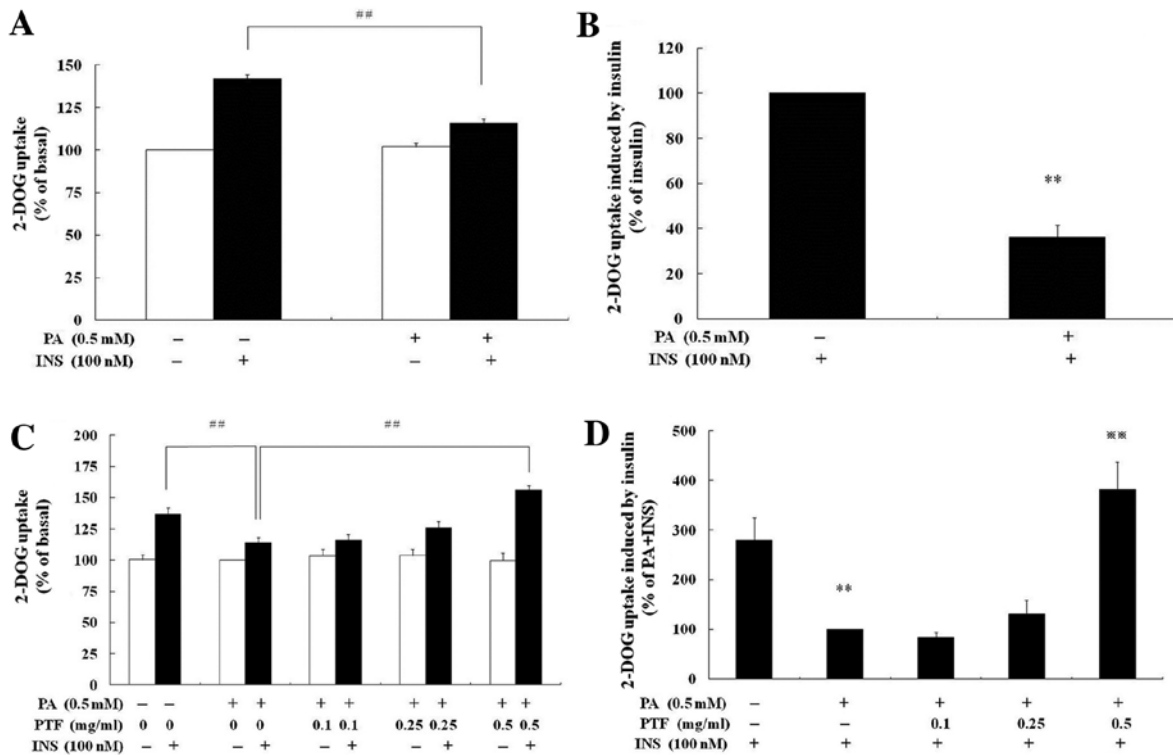 A
##
2-DOG uptake
(% of basal)
150
125
100
75
50
25
0
PA (0.5 mM) – – + +
INS (100 nM) – + – +
B
2-DOG uptake induced by insulin
(% of insulin)
120
100
80
60
40
20
0
**
PA (0.5 mM) – +
INS (100 nM) + +
C
## ##
2-DOG uptake
(% of basal)
200
175
150
125
100
75
50
25
0
PA (0.5 mM) – – + + + + + + + +
PTF (mg/ml) 0 0 0 0 0.1 0.1 0.25 0.25 0.5 0.5
INS (100 nM) – + – + – + – + – +
D
2-DOG uptake induced by insulin
(% of PA+INS)
500
400
300
200
100
0
**
※※
PA (0.5 mM) – + + + +
PTF (mg/ml) – – 0.1 0.25 0.5
INS (100 nM) + + + + +